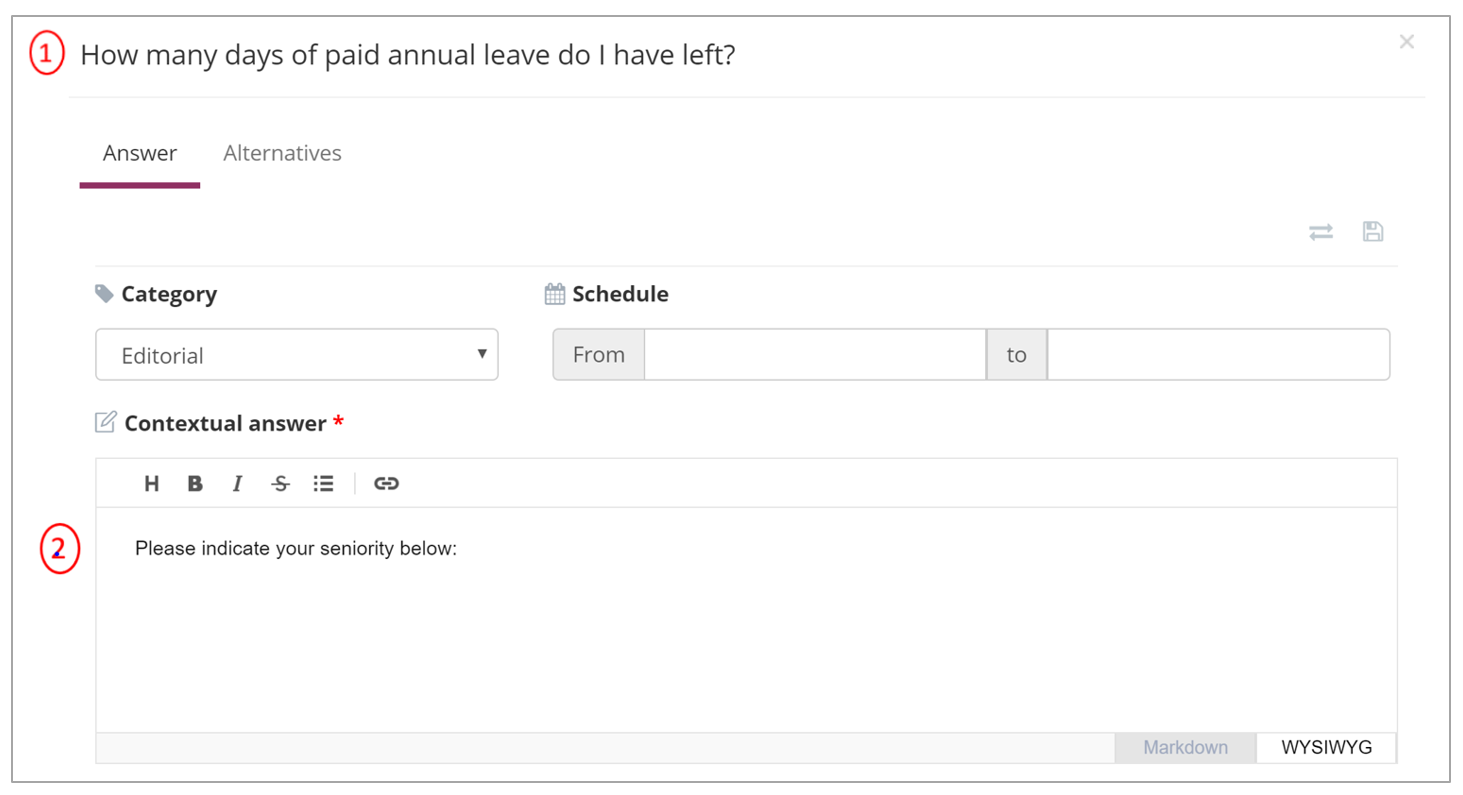 1 How many days of paid annual leave do I have left? ×
Answer Alternatives
Category Schedule
Editorial ▼ From to
Contextual answer *
H B I S
2 Please indicate your seniority below:
Markdown WYSIWYG